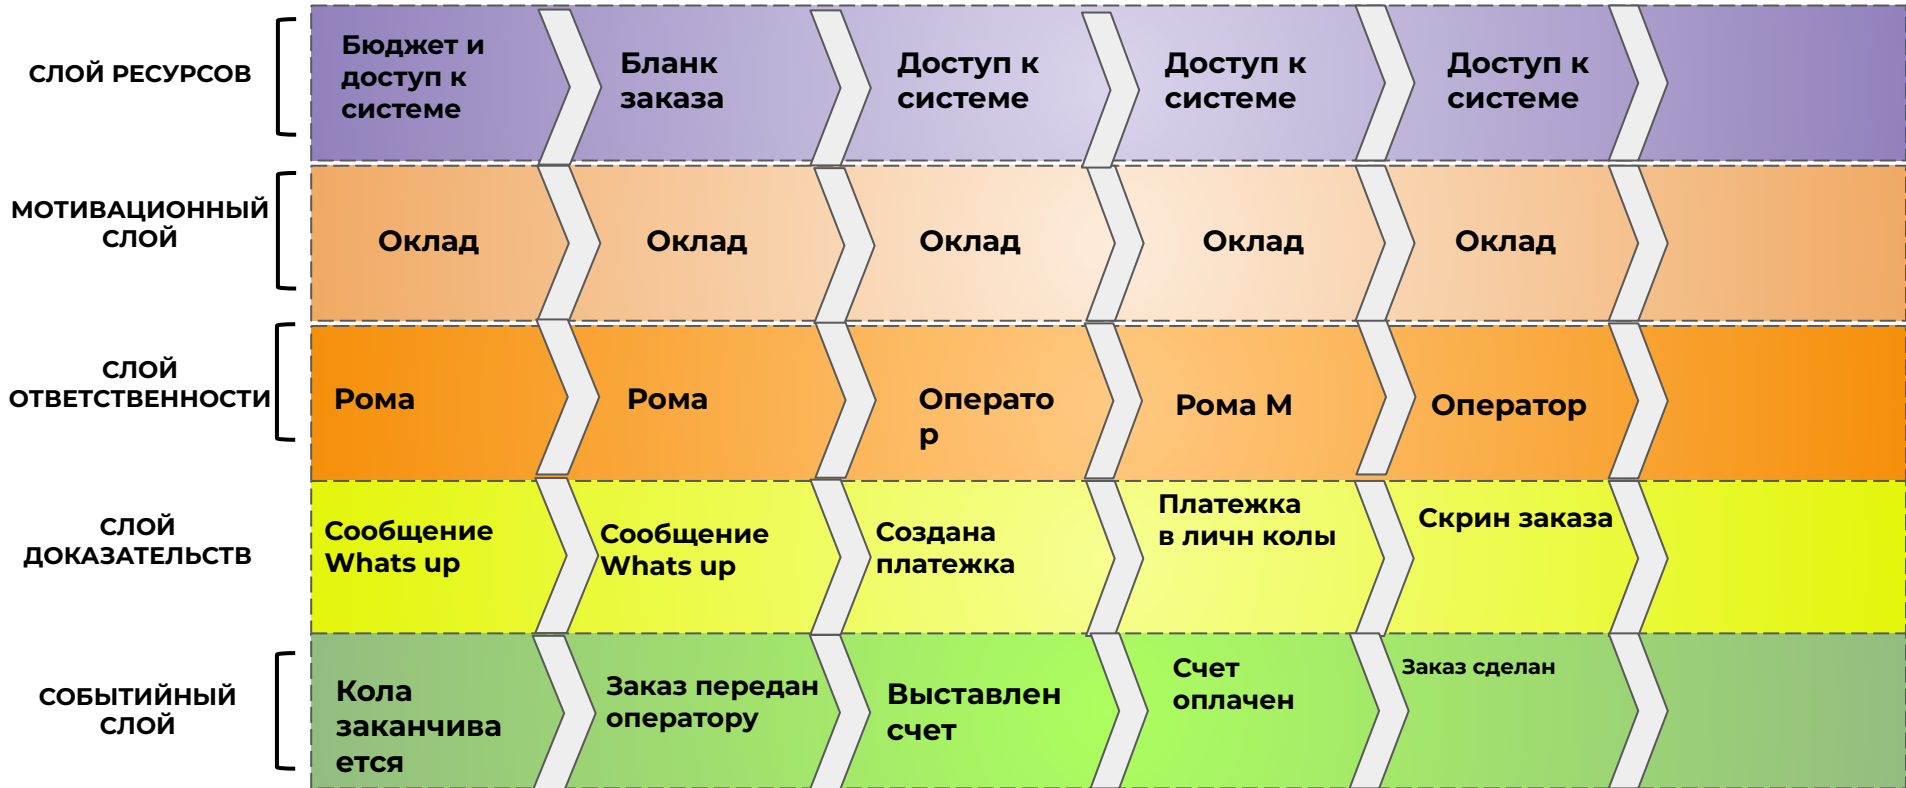 СЛОЙ РЕСУРСОВ
Бюджет и
доступ к
системе
Бланк
заказа
Доступ к
системе
Доступ к
системе
Доступ к
системе
МОТИВАЦИОННЫЙ
СЛОЙ
Оклад
Оклад
Оклад
Оклад
Оклад
СЛОЙ
ОТВЕТСТВЕННОСТИ
Рома
Рома
Операто
р
Рома М
Оператор
СЛОЙ
ДОКАЗАТЕЛЬСТВ
Сообщение
Whats up
Сообщение
Whats up
Создана
платежка
Платежка
в личн колы
Скрин заказа
СОБЫТИЙНЫЙ
СЛОЙ
Кола
заканчива
ется
Заказ передан
оператору
Выставлен
счет
Счет
оплачен
Заказ сделан